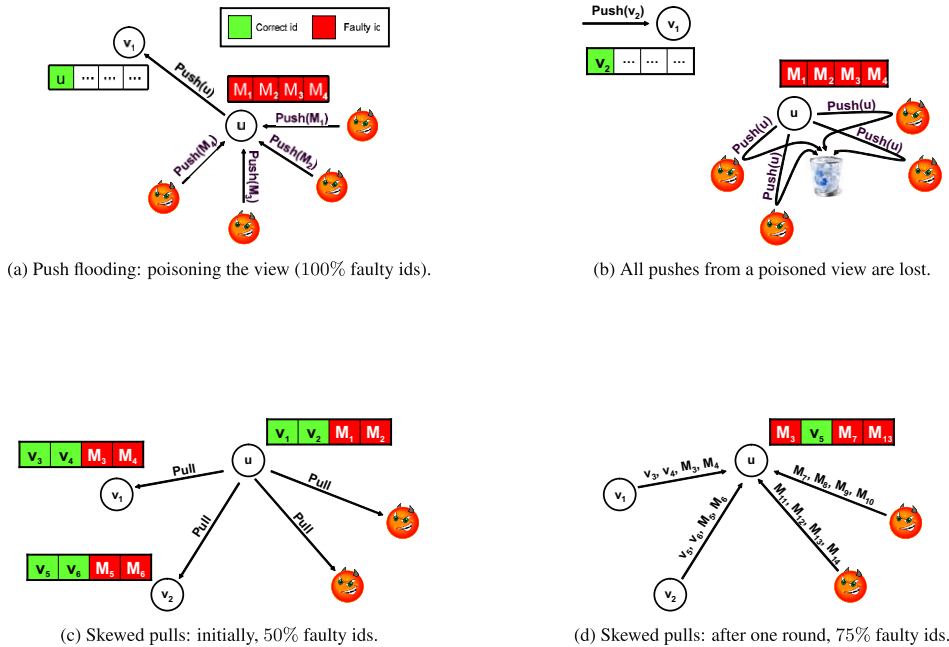 Correct id
Faulty id
v1
Push(u)
u ... ... ...
M1 M2 M3 M4
u
Push(M1)
Push(M4)
Push(M3)
Push(M2)
(a) Push flooding: poisoning the view (100% faulty ids).
Push(v2)
v1
v2 ... ... ...
M1 M2 M3 M4
u
Push(u)
Push(u)
Push(u)
Push(u)
(b) All pushes from a poisoned view are lost.
v1 v2 M1 M2
v3 v4 M3 M4
u
Pull
Pull
v1
Pull
Pull
v5 v6 M5 M6
v2
(c) Skewed pulls: initially, 50% faulty ids.
M3 v5 M7 M13
u
v3, v4, M3, M4
M7, M8, M9, M10
v1
v5, v6, M5, M6
M11, M12, M13, M14
v2
(d) Skewed pulls: after one round, 75% faulty ids.